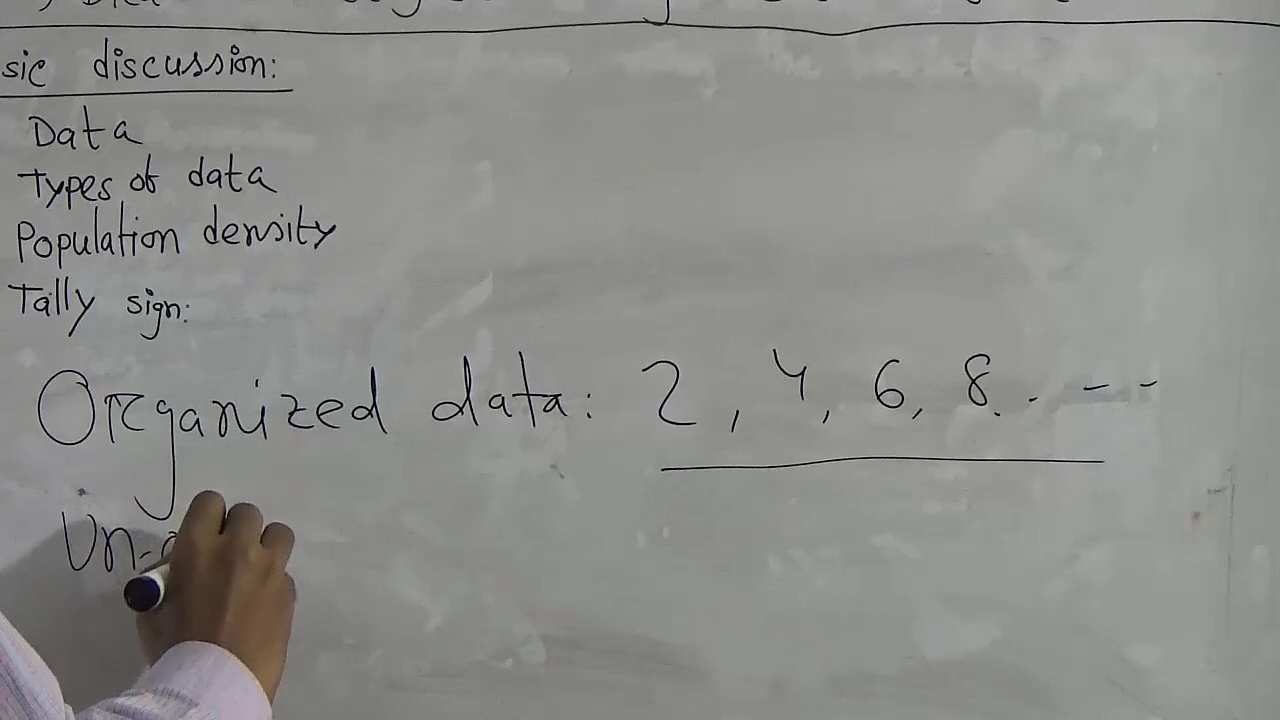 sic discussion:
Data
Types of data
Population density
Tally sign:
Organized data: 2, 4, 6, 8. . - -
Un-